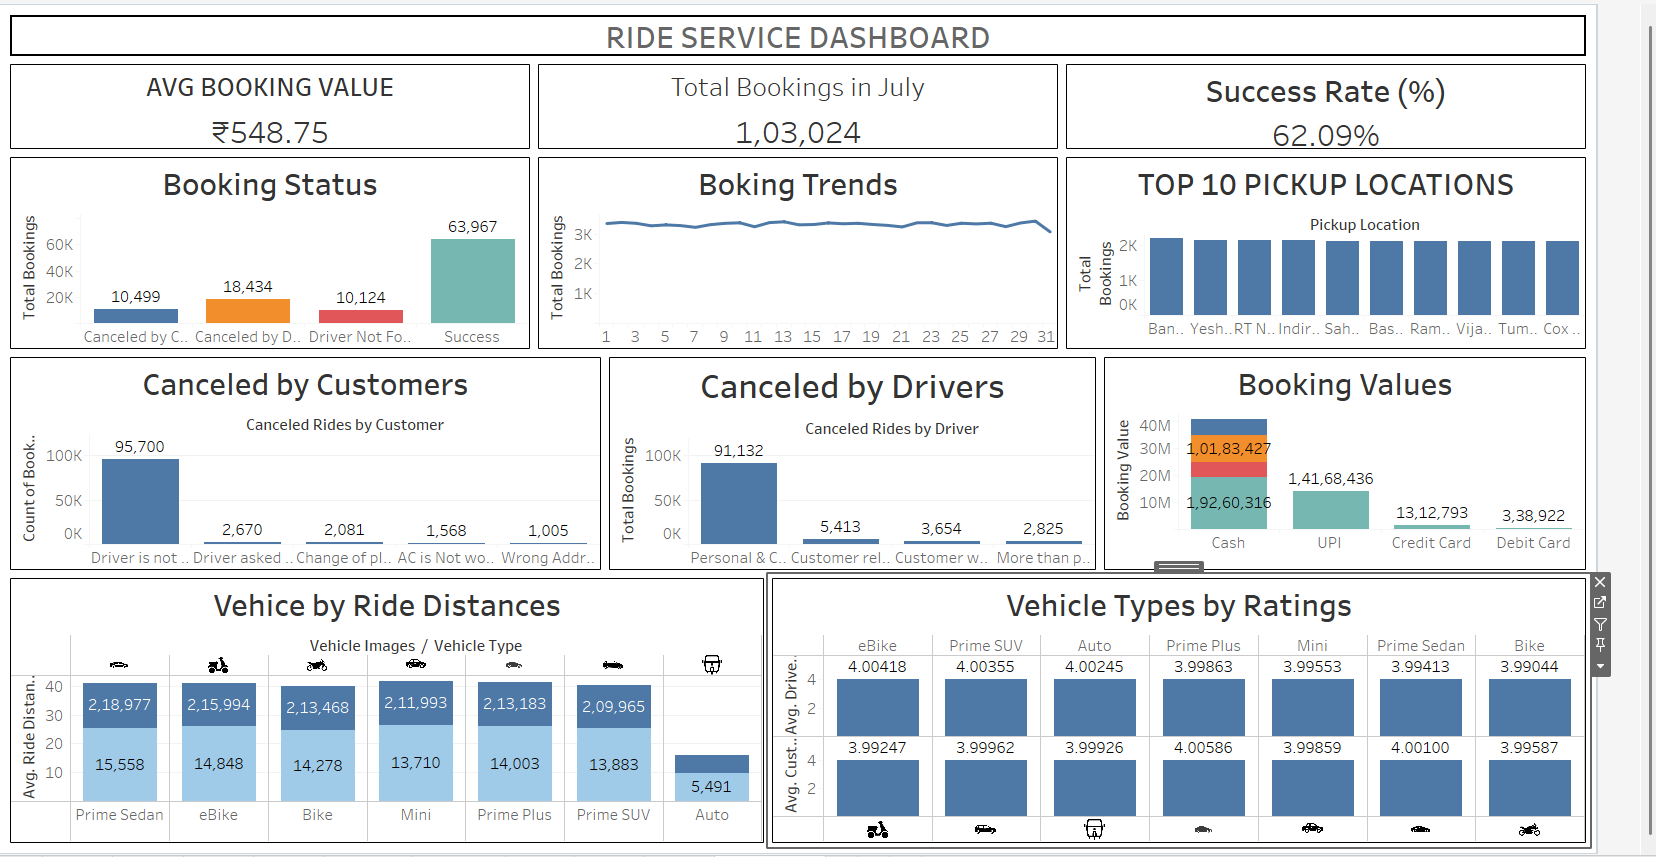 RIDE SERVICE DASHBOARD
AVG BOOKING VALUE
₹548.75
Total Bookings in July
1,03,024
Success Rate (%)
62.09%
Booking Status
Total Bookings
60K
40K
20K
10,499
18,434
10,124
63,967
Canceled by C..
Canceled by D..
Driver Not Fo..
Success
Boking Trends
Total Bookings
3K
2K
1K
1 3 5 7 9 11 13 15 17 19 21 23 25 27 29 31
TOP 10 PICKUP LOCATIONS
Pickup Location
Total
Bookings
2K
1K
0K
Ban.. Yesh.. RT N.. Indir.. Sah.. Bas.. Ram.. Vija.. Tum.. Cox ..
Canceled by Customers
Canceled Rides by Customer
Count of Book..
100K
50K
0K
95,700
2,670
2,081
1,568
1,005
Driver is not ..
Driver asked ..
Change of pl..
AC is Not wo..
Wrong Addr..
Canceled by Drivers
Canceled Rides by Driver
Total Bookings
100K
50K
0K
91,132
5,413
3,654
2,825
Personal & C..
Customer rel..
Customer w..
More than p..
Booking Values
Booking Value
40M
30M
20M
10M
1,01,83,427
1,92,60,316
1,41,68,436
13,12,793
3,38,922
Cash
UPI
Credit Card
Debit Card
Vehice by Ride Distances
Vehicle Images / Vehicle Type
Avg. Ride Distan..
40
30
20
10
2,18,977 2,15,994 2,13,468 2,11,993 2,13,183 2,09,965
15,558 14,848 14,278 13,710 14,003 13,883 5,491
Prime Sedan eBike Bike Mini Prime Plus Prime SUV Auto
Vehicle Types by Ratings
eBike Prime SUV Auto Prime Plus Mini Prime Sedan Bike
Avg. Drive..
4
2
4.00418 4.00355 4.00245 3.99863 3.99553 3.99413 3.99044
Avg. Cust..
4
2
3.99247 3.99962 3.99926 4.00586 3.99859 4.00100 3.99587